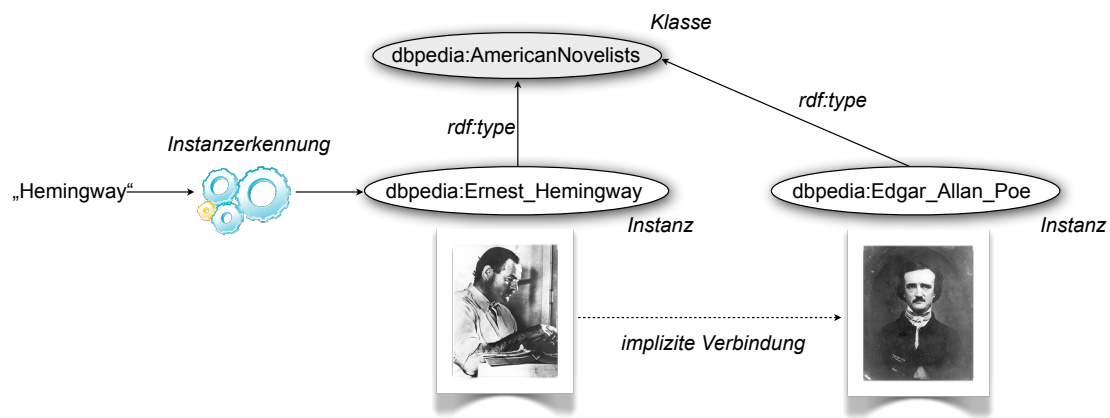 Klasse
dbpedia:AmericanNovelists
rdf:type
rdf:type
Instanzerkennung
„Hemingway“
dbpedia:Ernest_Hemingway
dbpedia:Edgar_Allan_Poe
Instanz
Instanz
implizite Verbindung